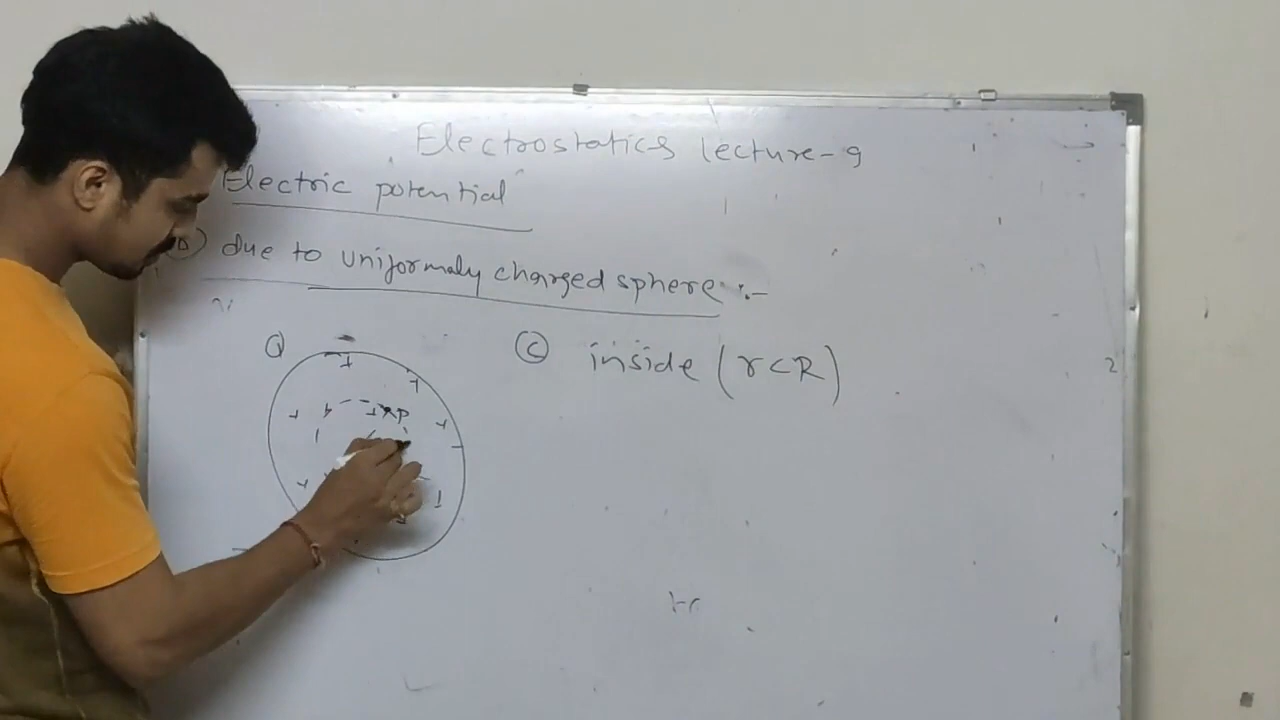 Electrostatics lecture-9
Electric potential
due to uniformaly charged sphere :-
Q
© inside (r<R)
P